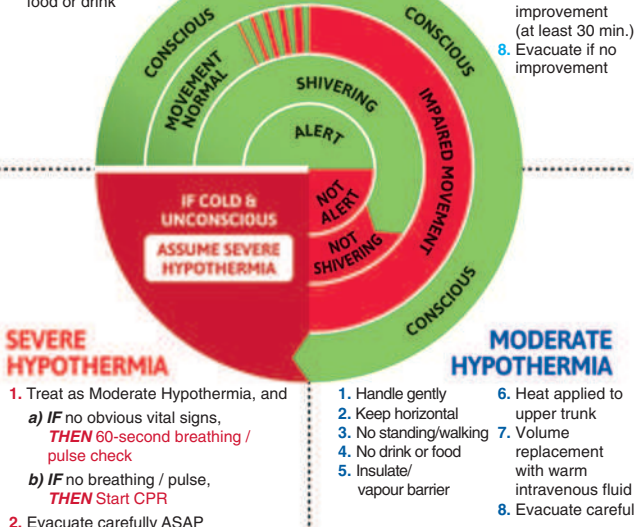 food or drink
improvement
(at least 30 min.)
8. Evacuate if no
improvement
CONSCIOUS
CONSCIOUS
MOVEMENT
NORMAL
SHIVERING
ALERT
IMPAIRED MOVEMENT
NOT
ALERT
NOT
SHIVERING
CONSCIOUS
IF COLD &
UNCONSCIOUS
ASSUME SEVERE
HYPOTHERMIA
SEVERE
HYPOTHERMIA
1. Treat as Moderate Hypothermia, and
a) IF no obvious vital signs,
THEN 60-second breathing /
pulse check
b) IF no breathing / pulse,
THEN Start CPR
2. Evacuate carefully ASAP
MODERATE
HYPOTHERMIA
1. Handle gently
2. Keep horizontal
3. No standing/walking
4. No drink or food
5. Insulate/
vapour barrier
6. Heat applied to
upper trunk
7. Volume
replacement
with warm
intravenous fluid
8. Evacuate careful